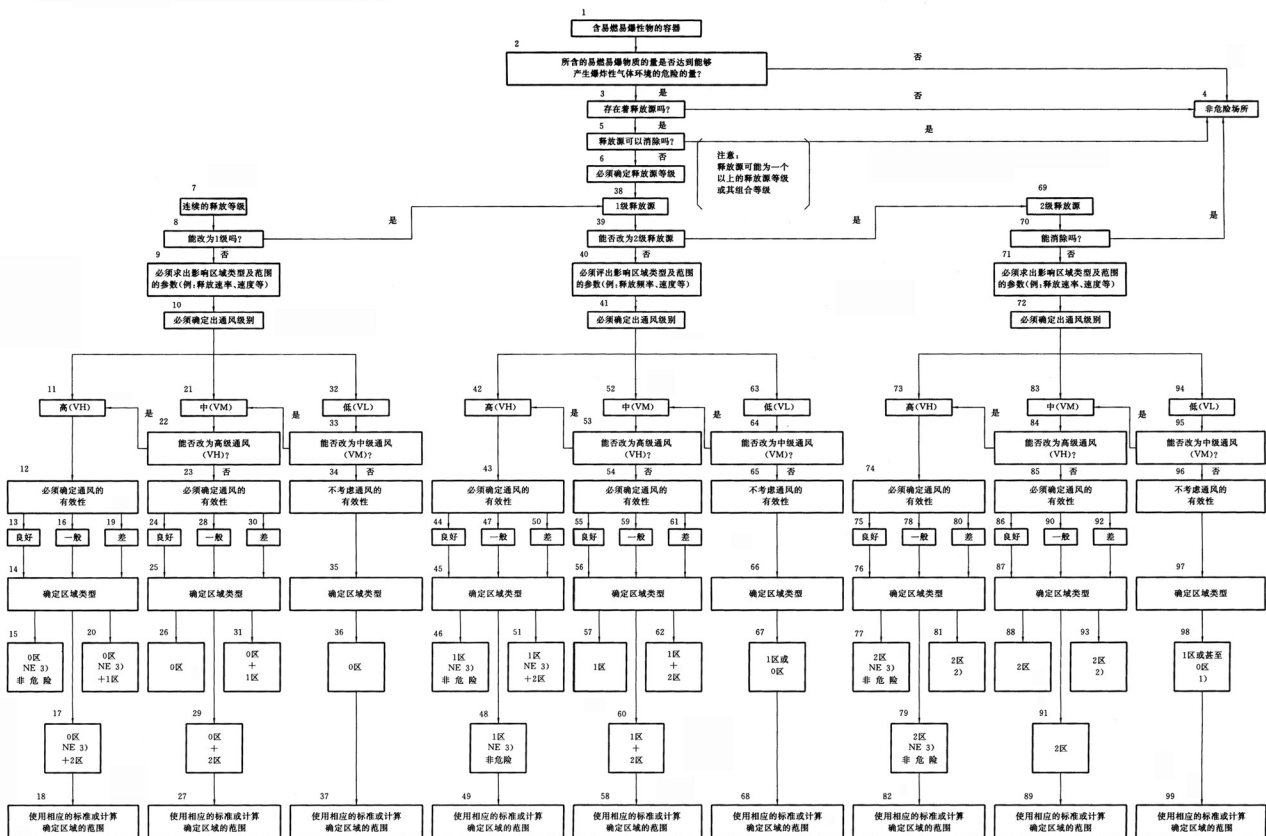 1
含易燃易爆性物的容器
2
所含的易燃易爆物质的量是否达到能够
产生爆炸性气体环境的危险的量?
否
是
3
存在着释放源吗?
否
4
非危险场所
是
5
释放源可以消除吗?
是
否
6
必须确定释放源等级
注意:
释放源可能为一个
以上的释放源等级
或其组合等级
7
连续的释放等级
8
能改为1级吗?
是
否
9
必须求出影响区域类型及范围
的参数(例:释放速率、速度等)
10
必须确定出通风级别
38
1级释放源
39
能否改为2级释放源
是
否
40
必须评出影响区域类型及范围
的参数(例:释放频率、速度等)
41
必须确定出通风级别
69
2级释放源
70
能消除吗?
是
否
71
必须求出影响区域类型及范围
的参数(例:释放速率、速度等)
72
必须确定出通风级别
11
高(VH)
21
中(VM)
32
低(VL)
是
是
22
能否改为高级通风
(VH)?
33
能否改为中级通风
(VM)?
12
必须确定通风的
有效性
23
否
必须确定通风的
有效性
34
否
不考虑通风的
有效性
13
良好
16
一般
19
差
24
良好
28
一般
30
差
14
确定区域类型
25
确定区域类型
35
确定区域类型
15
0区
NE 3)
非危险
20
0区
NE 3)
+1区
26
0区
31
0区
+
1区
36
0区
17
0区
NE 3)
+2区
29
0区
+
2区
18
使用相应的标准或计算
确定区域的范围
27
使用相应的标准或计算
确定区域的范围
37
使用相应的标准或计算
确定区域的范围
42
高(VH)
52
中(VM)
63
低(VL)
是
是
53
能否改为高级通风
(VH)?
64
能否改为中级通风
(VM)?
43
必须确定通风的
有效性
54
否
必须确定通风的
有效性
65
否
不考虑通风的
有效性
44
良好
47
一般
50
差
55
良好
59
一般
61
差
45
确定区域类型
56
确定区域类型
66
确定区域类型
46
1区
NE 3)
非危险
51
1区
NE 3)
+2区
57
1区
62
1区
+
2区
67
1区或
0区
48
1区
NE 3)
非危险
60
1区
+
2区
49
使用相应的标准或计算
确定区域的范围
58
使用相应的标准或计算
确定区域的范围
68
使用相应的标准或计算
确定区域的范围
73
高(VH)
83
中(VM)
94
低(VL)
是
是
84
能否改为高级通风
(VH)?
95
能否改为中级通风
(VM)?
74
必须确定通风的
有效性
85
否
必须确定通风的
有效性
96
否
不考虑通风的
有效性
75
良好
78
一般
80
差
86
良好
90
一般
92
差
76
确定区域类型
87
确定区域类型
97
确定区域类型
77
2区
NE 3)
非危险
81
2区
2)
88
2区
93
2区
2)
98
1区或甚至
0区
1)
79
2区
NE 3)
非危险
91
2区
82
使用相应的标准或计算
确定区域的范围
89
使用相应的标准或计算
确定区域的范围
99
使用相应的标准或计算
确定区域的范围